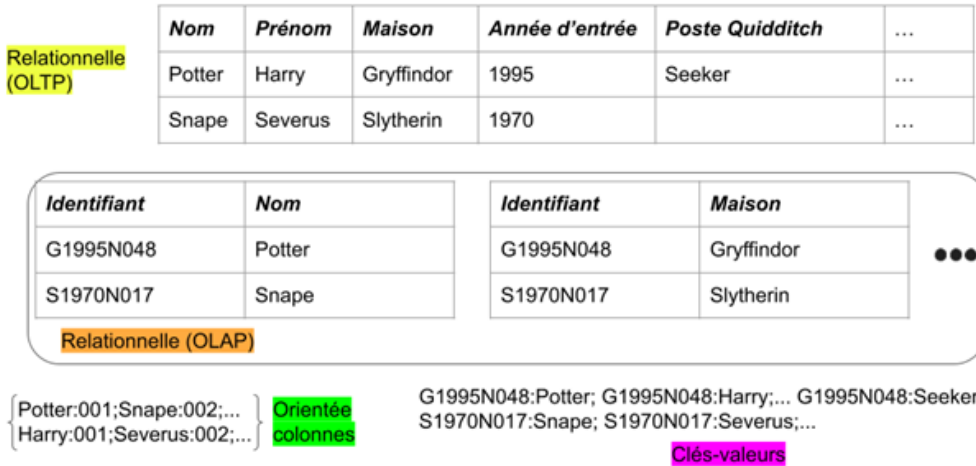 Relationnelle
(OLTP)
Nom Prénom Maison Année d'entrée Poste Quidditch ...
Potter Harry Gryffindor 1995 Seeker ...
Snape Severus Slytherin 1970 ...
Identifiant Nom
G1995N048 Potter
S1970N017 Snape
Identifiant Maison
G1995N048 Gryffindor
S1970N017 Slytherin
Relationnelle (OLAP)
Potter:001;Snape:002;...
Harry:001;Severus:002;...
Orientée
colonnes
G1995N048:Potter; G1995N048:Harry;... G1995N048:Seeker
S1970N017:Snape; S1970N017:Severus;...
Clés-valeurs